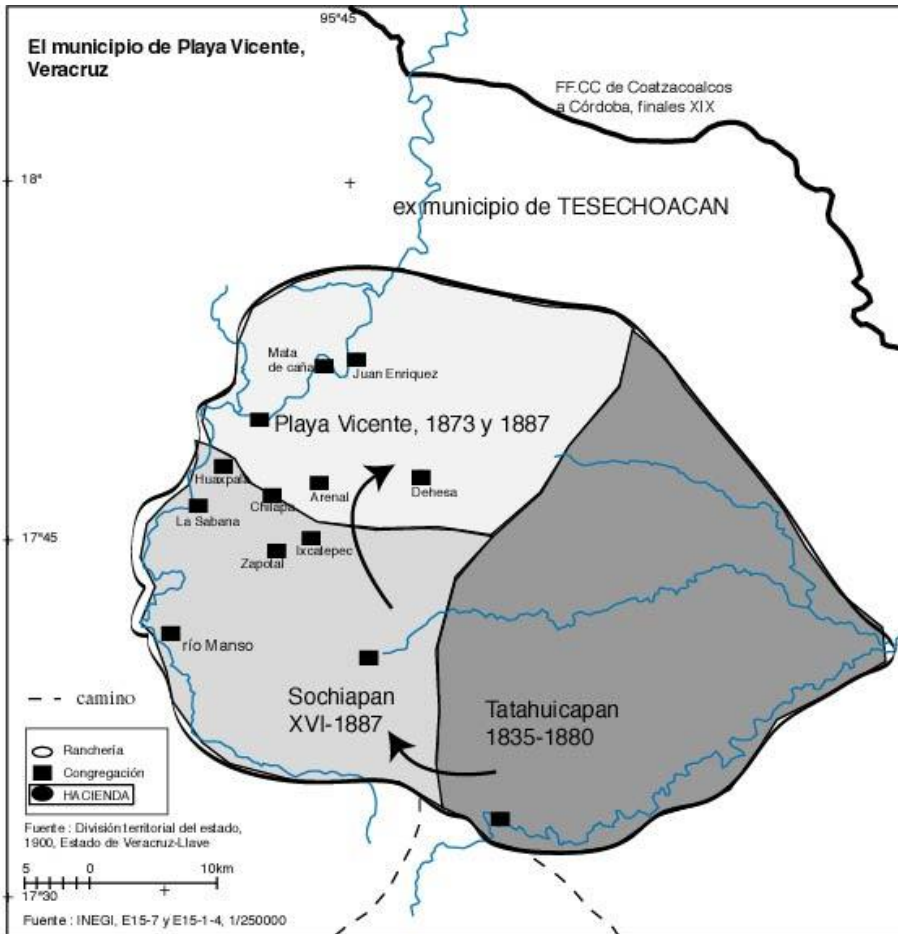 95°45
El municipio de Playa Vicente,
Veracruz
FF.CC de Coatzacoalcos
a Córdoba, finales XIX
18°
ex municipio de TESECHOACAN
Mata
de caña
Juan Enriquez
Playa Vicente, 1873 y 1887
Huaxpala
Chilapa
Arenal
Dehesa
La Sabana
17°45
Ixcatepec
Zapotal
río Manso
Sochiapan
XVI-1887
Tatahuicapan
1835-1880
camino
Ranchería
Congregación
HACIENDA
Fuente : División territorial del estado,
1900, Estado de Veracruz-Llave
5 0 10km
17°30
Fuente : INEGI, E15-7 y E15-1-4, 1/250000